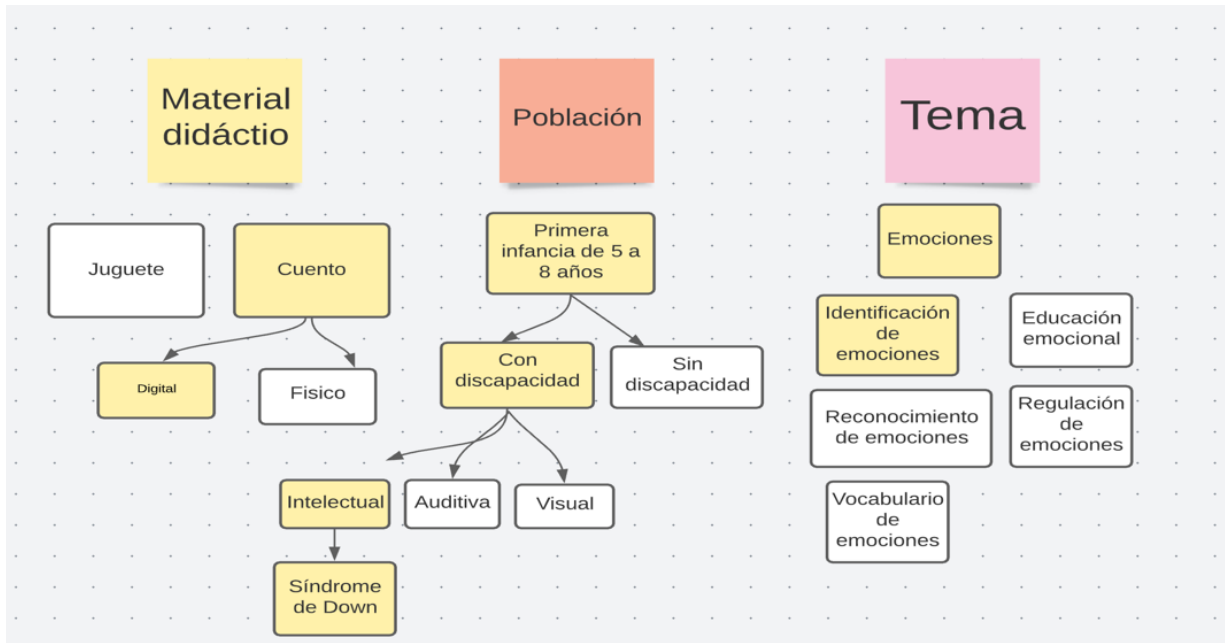 Material
didáctio
Población
Tema
Juguete
Cuento
Digital
Fisico
Primera
infancia de 5 a
8 años
Con
discapacidad
Sin
discapacidad
Intelectual
Auditiva
Visual
Síndrome
de Down
Emociones
Identificación
de
emociones
Educación
emocional
Reconocimiento
de emociones
Regulación
de
emociones
Vocabulario
de
emociones